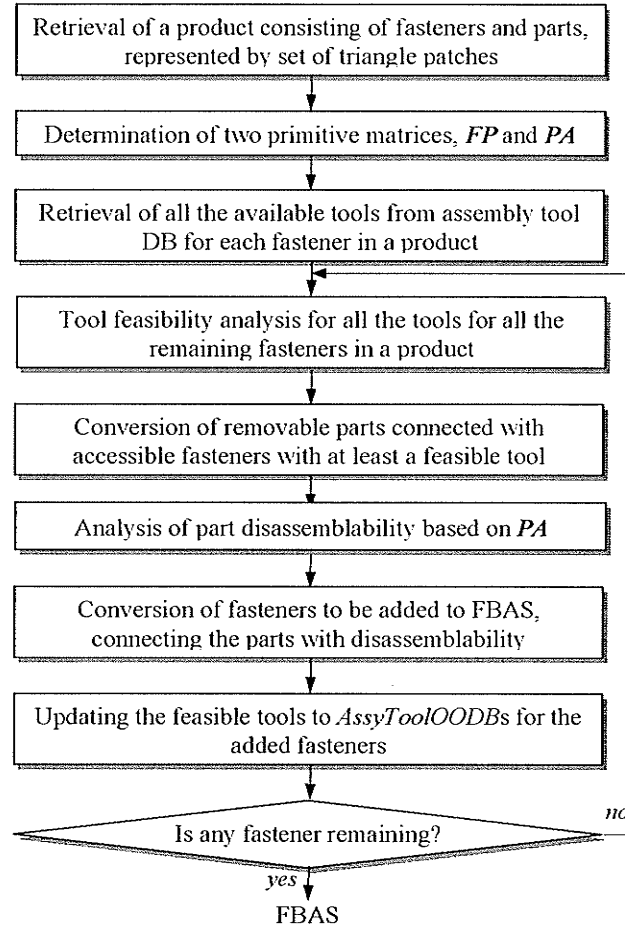 Retrieval of a product consisting of fasteners and parts,
represented by set of triangle patches
Determination of two primitive matrices, FP and PA
Retrieval of all the available tools from assembly tool
DB for each fastener in a product
Tool feasibility analysis for all the tools for all the
remaining fasteners in a product
Conversion of removable parts connected with
accessible fasteners with at least a feasible tool
Analysis of part disassemblability based on PA
Conversion of fasteners to be added to FBAS,
connecting the parts with disassemblability
Updating the feasible tools to AssyToolOODBs for the
added fasteners
Is any fastener remaining?
no
yes
FBAS